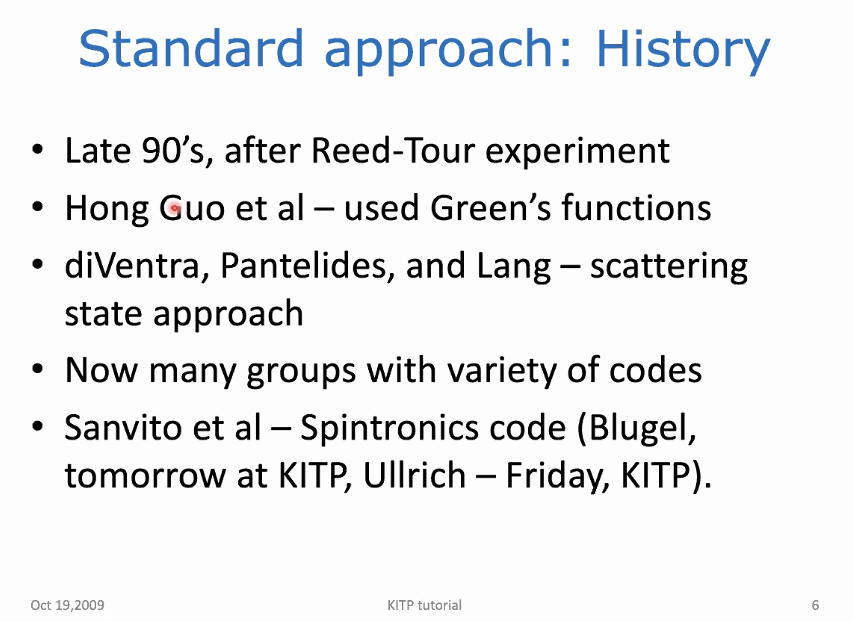 Standard approach: History
• Late 90's, after Reed-Tour experiment
• Hong Guo et al – used Green's functions
• diVentra, Pantelides, and Lang – scattering
state approach
• Now many groups with variety of codes
• Sanvito et al – Spintronics code (Blugel,
tomorrow at KITP, Ullrich – Friday, KITP).
Oct 19,2009 KITP tutorial 6